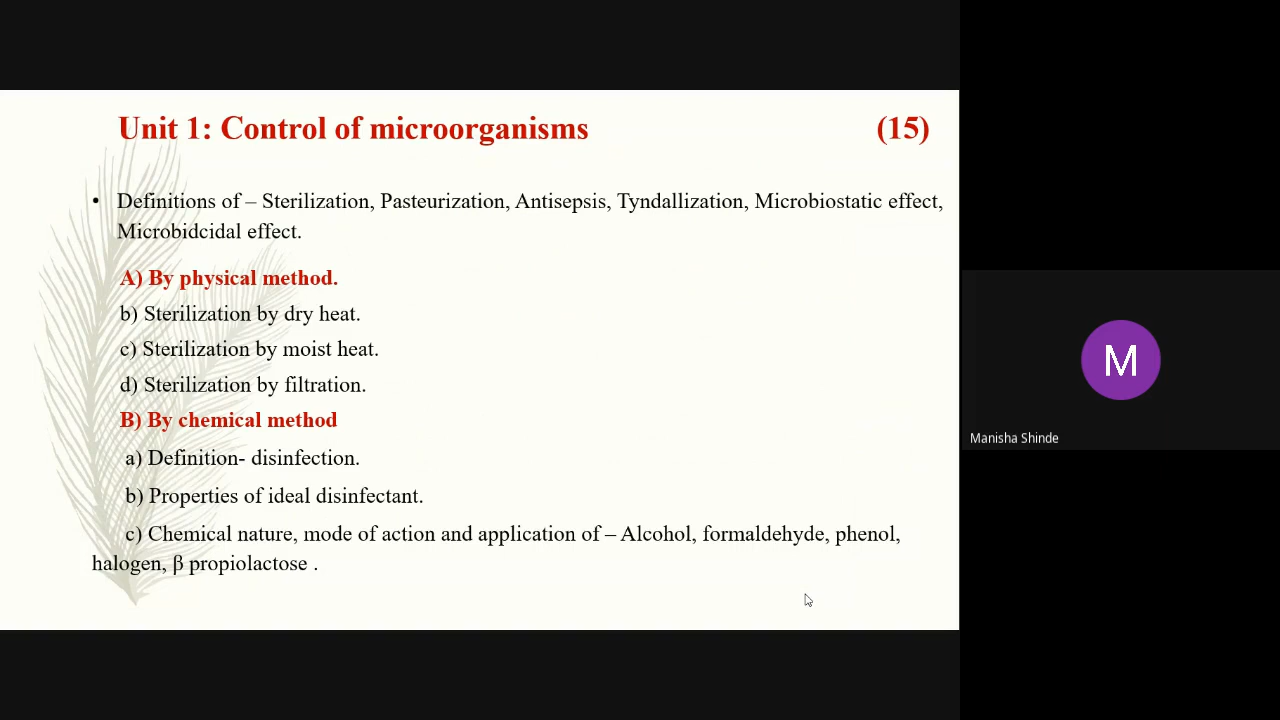 Unit 1: Control of microorganisms (15)
• Definitions of – Sterilization, Pasteurization, Antisepsis, Tyndallization, Microbiostatic effect,
Microbidcidal effect.
A) By physical method.
b) Sterilization by dry heat.
c) Sterilization by moist heat.
d) Sterilization by filtration.
B) By chemical method
a) Definition- disinfection.
b) Properties of ideal disinfectant.
c) Chemical nature, mode of action and application of – Alcohol, formaldehyde, phenol,
halogen, β propiolactose .
M
Manisha Shinde